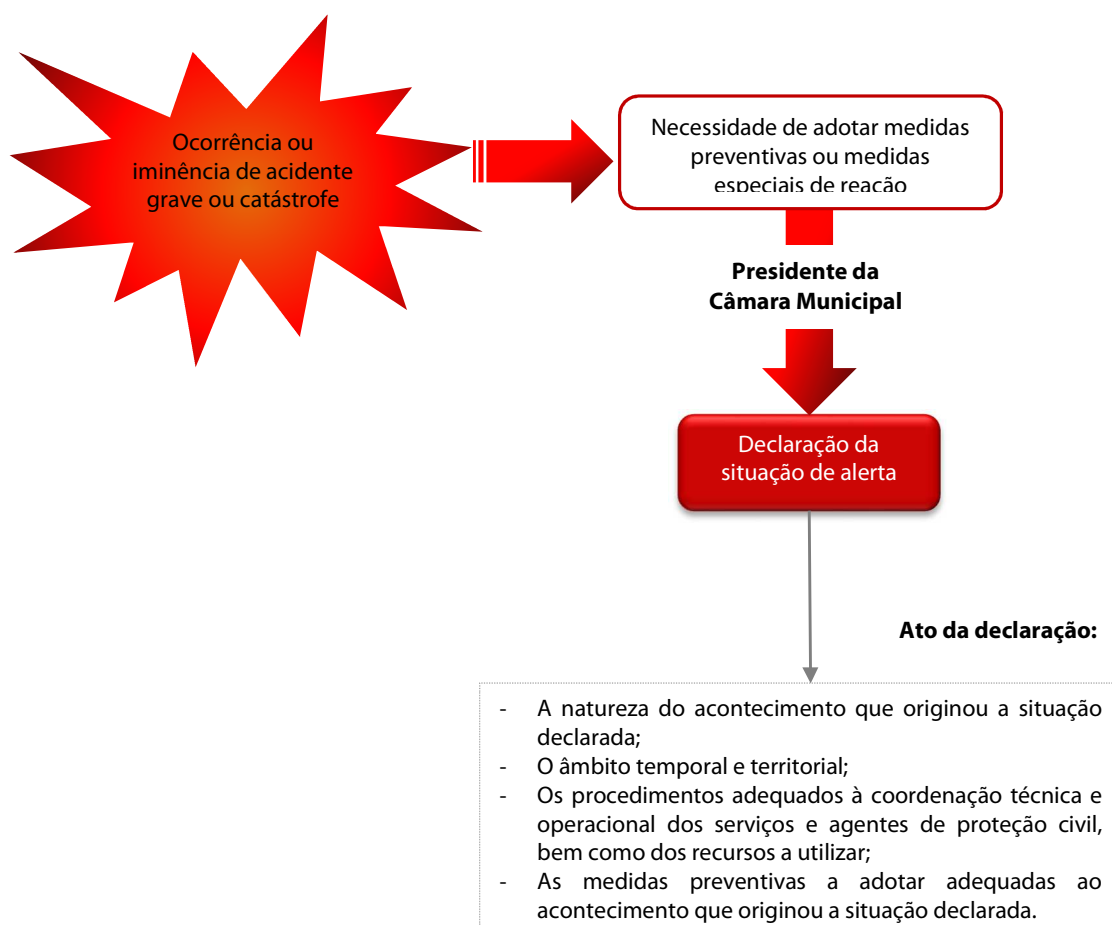 Ocorrência ou
iminência de acidente
grave ou catástrofe
Necessidade de adotar medidas
preventivas ou medidas
especiais de reação
Presidente da
Câmara Municipal
Declaração da
situação de alerta
Ato da declaração:
- A natureza do acontecimento que originou a situação
declarada;
- O âmbito temporal e territorial;
- Os procedimentos adequados à coordenação técnica e
operacional dos serviços e agentes de proteção civil,
bem como dos recursos a utilizar;
- As medidas preventivas a adotar adequadas ao
acontecimento que originou a situação declarada.